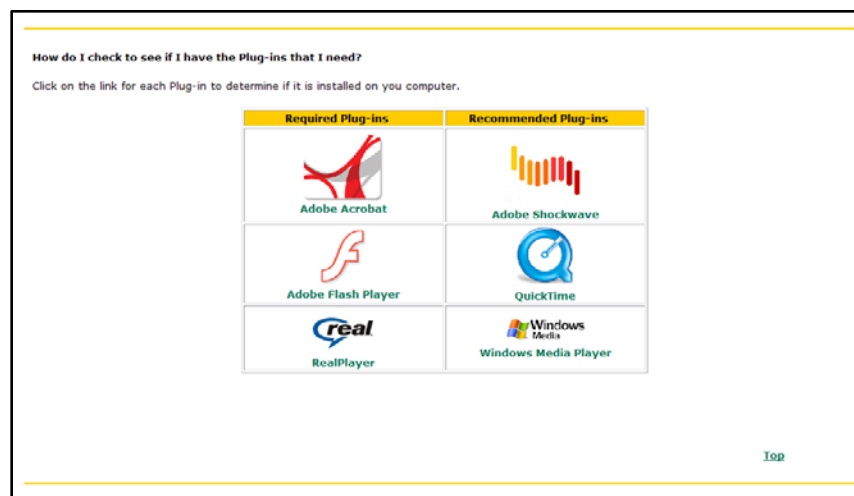 How do I check to see if I have the Plug-ins that I need?
Click on the link for each Plug-in to determine if it is installed on you computer.
Required Plug-ins Recommended Plug-ins
Adobe Acrobat Adobe Shockwave
Adobe Flash Player QuickTime
real Windows Media
RealPlayer Windows Media Player
Top